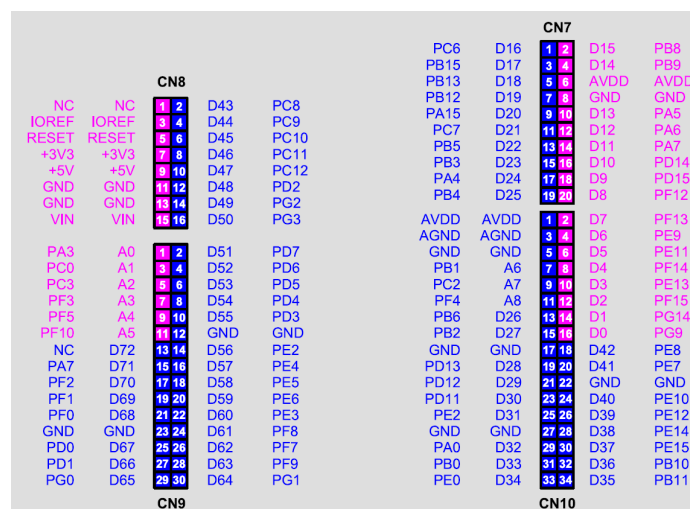 CN8
NC NC 1 2 D43 PC8
IOREF IOREF 3 4 D44 PC9
RESET RESET 5 6 D45 PC10
+3V3 +3V3 7 8 D46 PC11
+5V +5V 9 10 D47 PC12
GND GND 11 12 D48 PD2
GND GND 13 14 D49 PG2
VIN VIN 15 16 D50 PG3
PA3 A0 1 2 D51 PD7
PC0 A1 3 4 D52 PD6
PC3 A2 5 6 D53 PD5
PF3 A3 7 8 D54 PD4
PF5 A4 9 10 D55 PD3
PF10 A5 11 12 GND GND
NC D72 13 14 D56 PE2
PA7 D71 15 16 D57 PE4
PF2 D70 17 18 D58 PE5
PF1 D69 19 20 D59 PE6
PF0 D68 21 22 D60 PE3
GND GND 23 24 D61 PF8
PD0 D67 25 26 D62 PF7
PD1 D66 27 28 D63 PF9
PG0 D65 29 30 D64 PG1
CN9
CN7
PC6 D16 1 2 D15 PB8
PB15 D17 3 4 D14 PB9
PB13 D18 5 6 AVDD AVDD
PB12 D19 7 8 GND GND
PA15 D20 9 10 D13 PA5
PC7 D21 11 12 D12 PA6
PB5 D22 13 14 D11 PA7
PB3 D23 15 16 D10 PD14
PA4 D24 17 18 D9 PD15
PB4 D25 19 20 D8 PF12
AVDD AVDD 1 2 D7 PF13
AGND AGND 3 4 D6 PE9
GND GND 5 6 D5 PE11
PB1 A6 7 8 D4 PF14
PC2 A7 9 10 D3 PE13
PF4 A8 11 12 D2 PF15
PB6 D26 13 14 D1 PG14
PB2 D27 15 16 D0 PG9
GND GND 17 18 D42 PE8
PD13 D28 19 20 D41 PE7
PD12 D29 21 22 GND GND
PD11 D30 23 24 D40 PE10
PE2 D31 25 26 D39 PE12
GND GND 27 28 D38 PE14
PA0 D32 29 30 D37 PE15
PB0 D33 31 32 D36 PB10
PE0 D34 33 34 D35 PB11
CN10